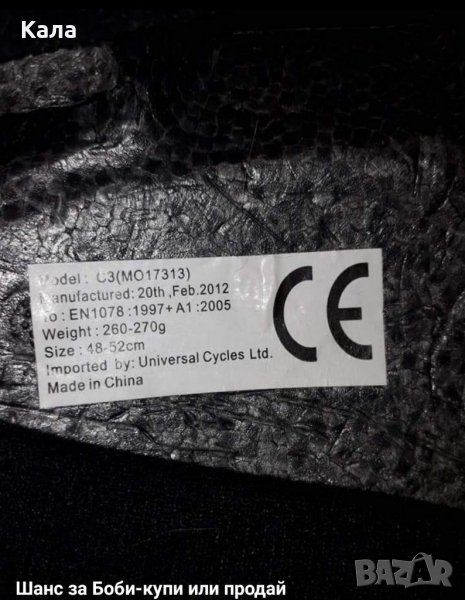 Кала
Model : C3(MO17313)
Manufactured: 20th ,Feb.2012
To : EN1078 :1997+ A1 :2005
Weight : 260-270g
Size : 48-52cm
Imported by: Universal Cycles Ltd.
Made in China
CE
BAZAR
Шанс за Боби-купи или продай